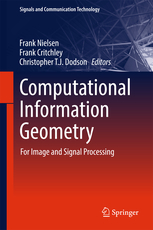 Signals and Communication Technology
Frank Nielsen
Frank Critchley
Christopher T.J. Dodson Editors
Computational
Information
Geometry
For Image and Signal Processing
Springer